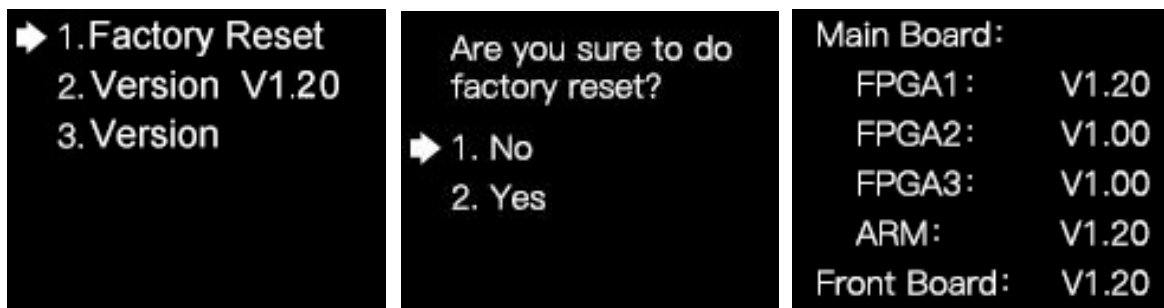 1.Factory Reset
2. Version V1.20
3. Version
Are you sure to do
factory reset?
1. No
2. Yes
Main Board:
FPGA1: V1.20
FPGA2: V1.00
FPGA3: V1.00
ARM: V1.20
Front Board: V1.20